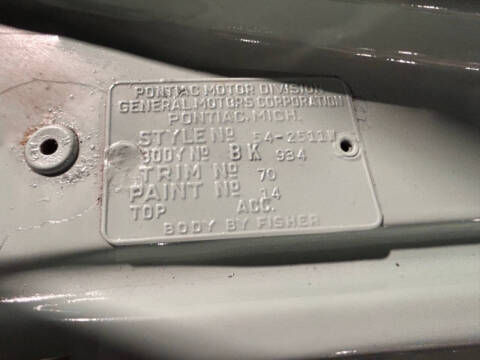 PONTIAC MOTOR DIVISION
GENERAL MOTORS CORPORATION
PONTIAC, MICH.
STYLE Nº 54-2511W
BODY Nº BK 934
TRIM Nº 70
PAINT Nº 14
TOP ACC.
BODY BY FISHER